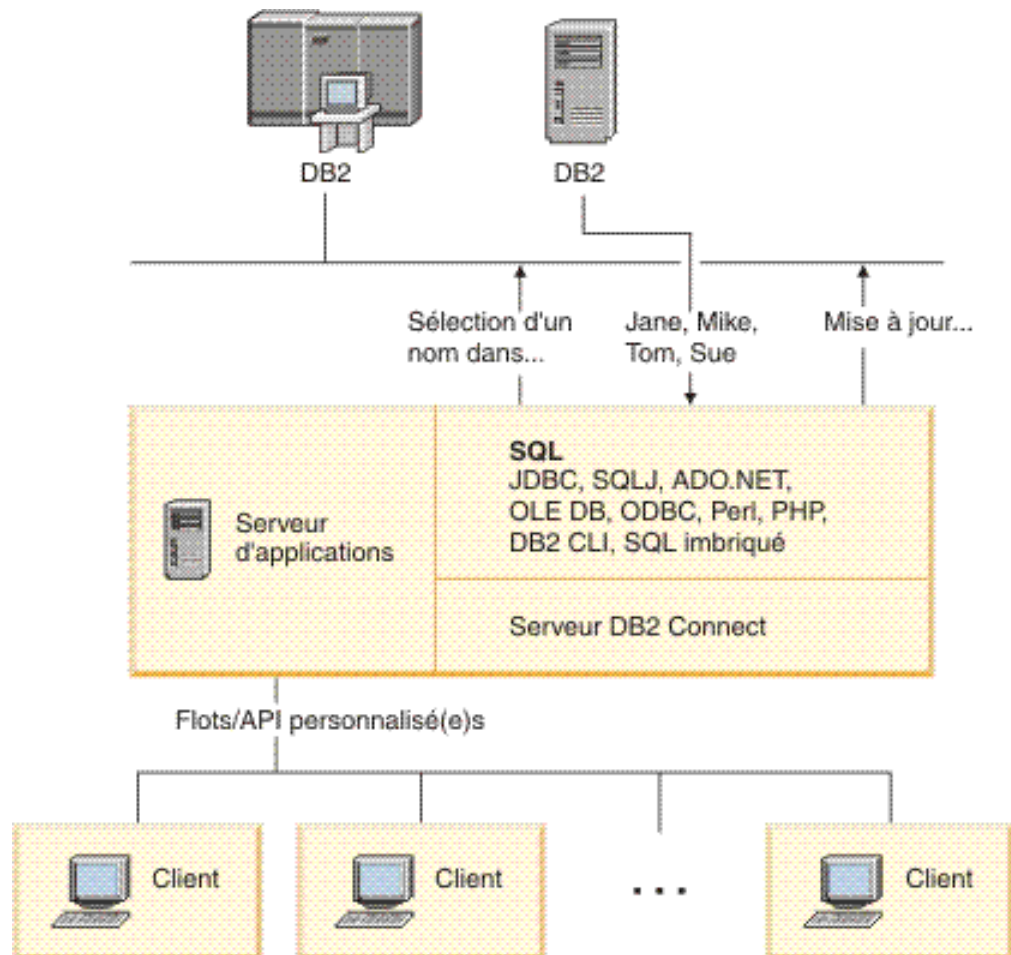 DB2
DB2
Sélection d'un
nom dans...
Jane, Mike,
Tom, Sue
Mise à jour...
Serveur
d'applications
SQL
JDBC, SQLJ, ADO.NET,
OLE DB, ODBC, Perl, PHP,
DB2 CLI, SQL imbriqué
Serveur DB2 Connect
Flots/API personnalisé(e)s
Client
Client
...
Client